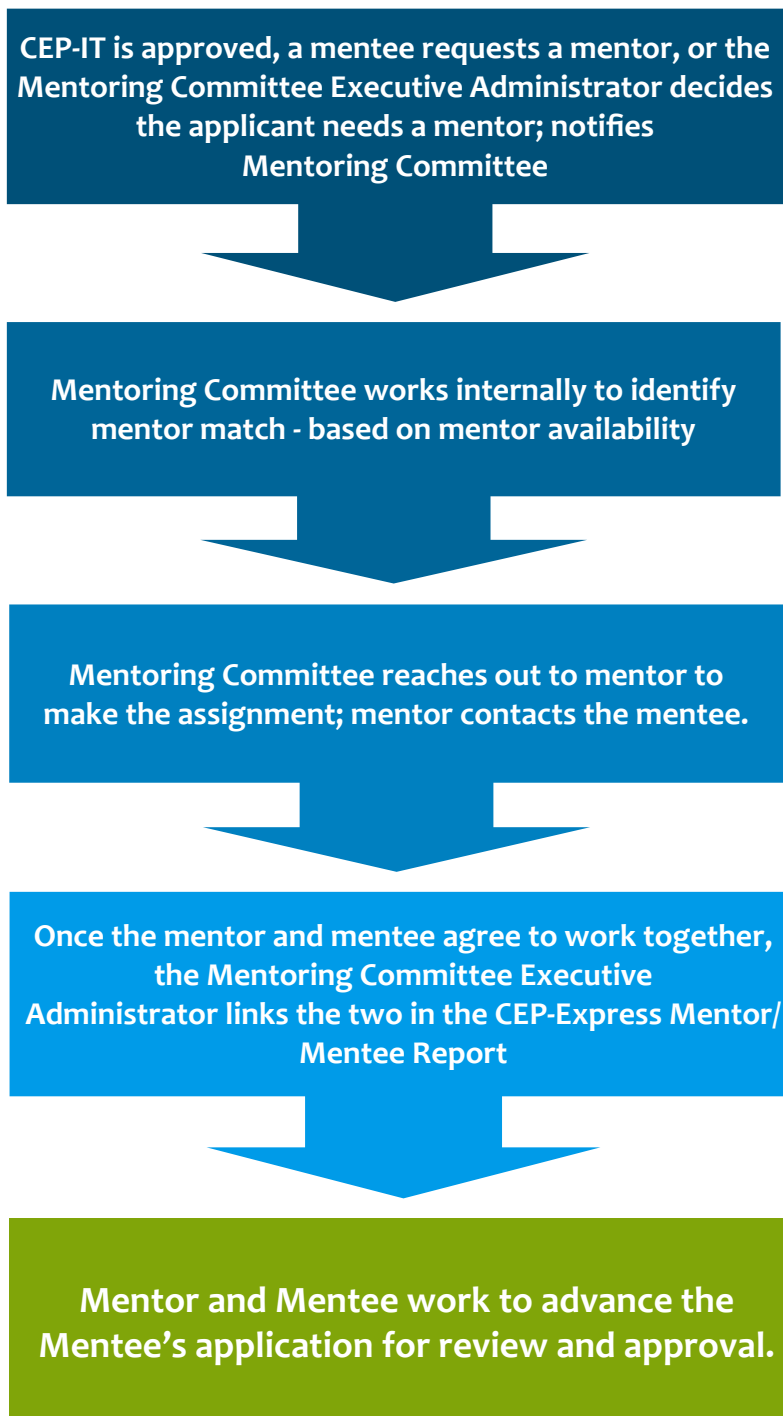 CEP-IT is approved, a mentee requests a mentor, or the
Mentoring Committee Executive Administrator decides
the applicant needs a mentor; notifies
Mentoring Committee
Mentoring Committee works internally to identify
mentor match - based on mentor availability
Mentoring Committee reaches out to mentor to
make the assignment; mentor contacts the mentee.
Once the mentor and mentee agree to work together,
the Mentoring Committee Executive
Administrator links the two in the CEP-Express Mentor/
Mentee Report
Mentor and Mentee work to advance the
Mentee’s application for review and approval.